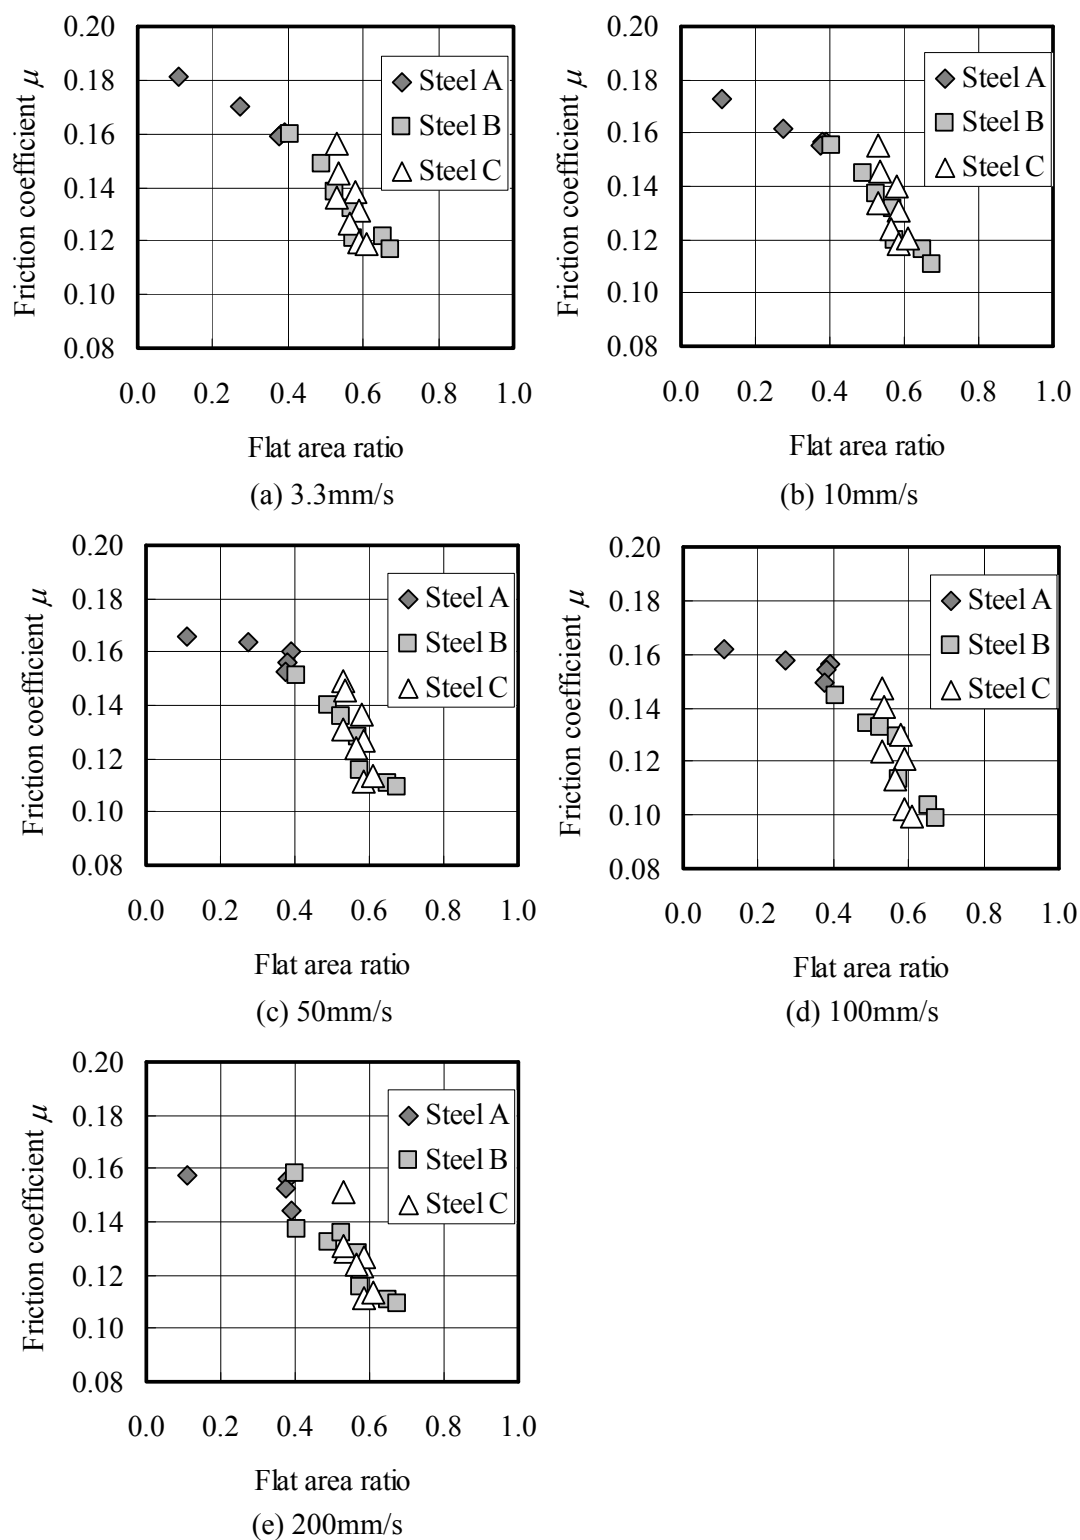 0.20
0.18
0.16
0.14
0.12
0.10
0.08
Friction coefficient μ
Steel A
Steel B
Steel C
0.0 0.2 0.4 0.6 0.8 1.0
Flat area ratio
(a) 3.3mm/s
0.20
0.18
0.16
0.14
0.12
0.10
0.08
Friction coefficient μ
Steel A
Steel B
Steel C
0.0 0.2 0.4 0.6 0.8 1.0
Flat area ratio
(b) 10mm/s
0.20
0.18
0.16
0.14
0.12
0.10
0.08
Friction coefficient μ
Steel A
Steel B
Steel C
0.0 0.2 0.4 0.6 0.8 1.0
Flat area ratio
(c) 50mm/s
0.20
0.18
0.16
0.14
0.12
0.10
0.08
Friction coefficient μ
Steel A
Steel B
Steel C
0.0 0.2 0.4 0.6 0.8 1.0
Flat area ratio
(d) 100mm/s
0.20
0.18
0.16
0.14
0.12
0.10
0.08
Friction coefficient μ
Steel A
Steel B
Steel C
0.0 0.2 0.4 0.6 0.8 1.0
Flat area ratio
(e) 200mm/s